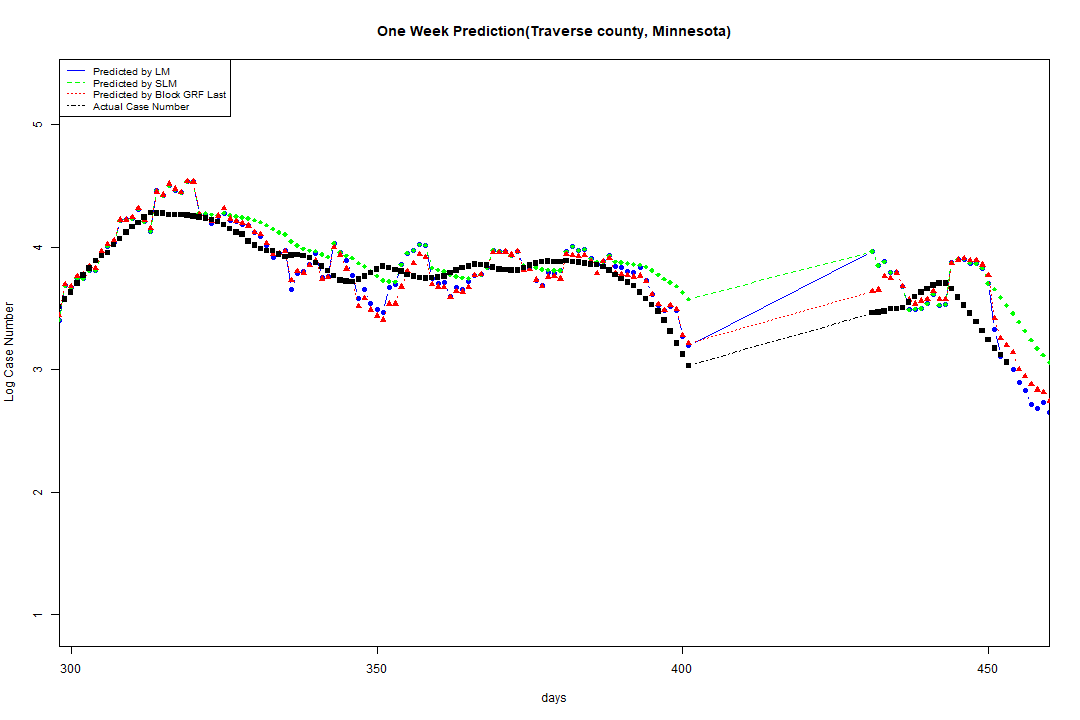 One Week Prediction(Traverse county, Minnesota)
Predicted by LM
Predicted by SLM
Predicted by Block GRF Last
Actual Case Number
5
4
3
2
1
Log Case Number
300 350 400 450
days